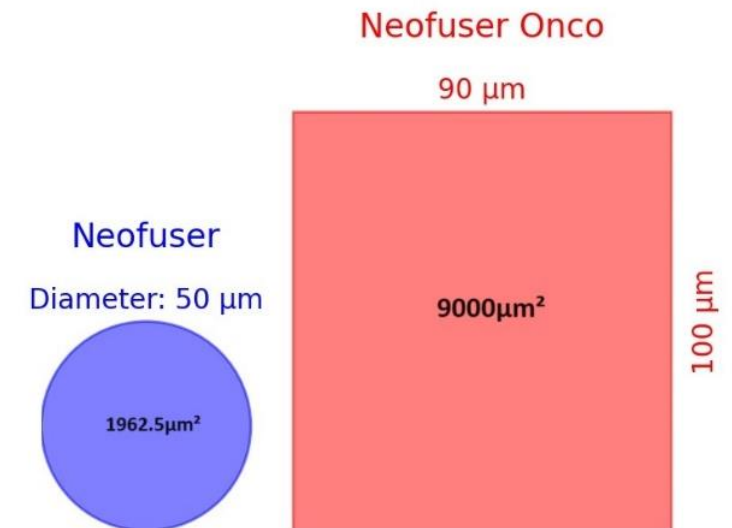 Neofuser Onco
90 µm
Neofuser
Diameter: 50 µm
9000µm²
100 µm
1962.5µm²